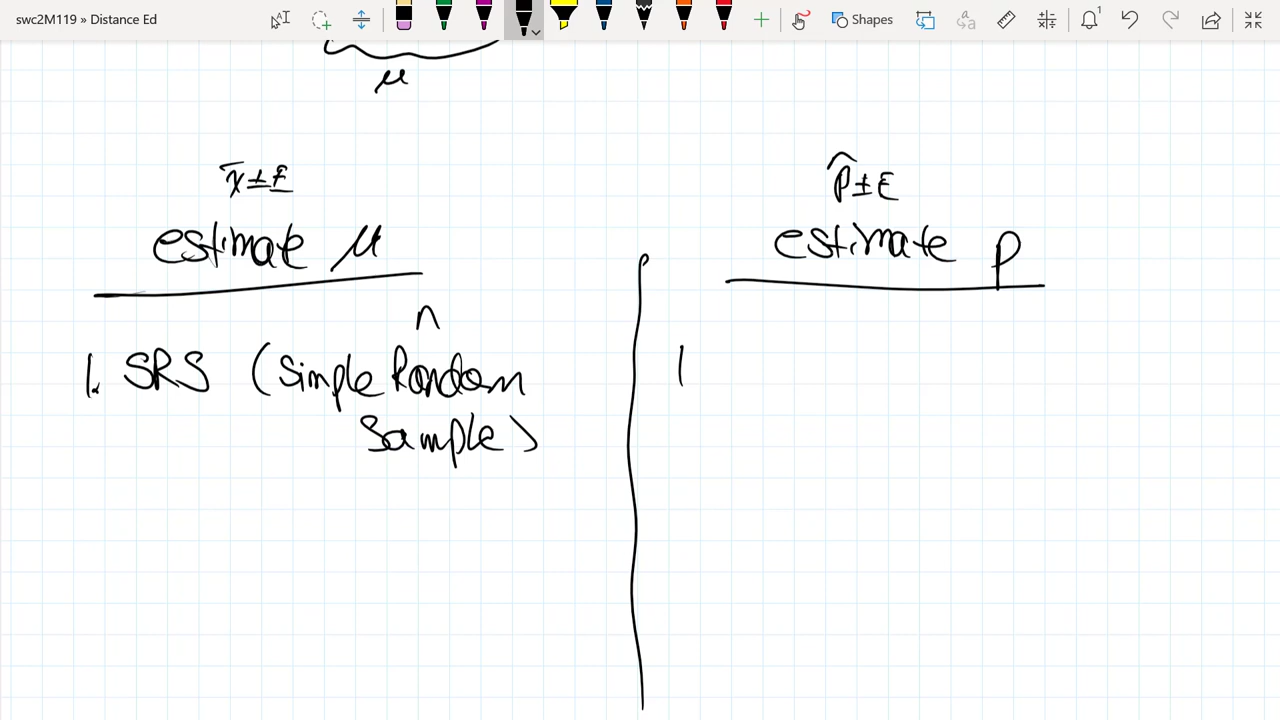 swc2M119 » Distance Ed
Shapes
μ
x̄ ± E
estimate μ
n
1. SRS (Simple Random
Sample)
p̂ ± E
estimate p
1